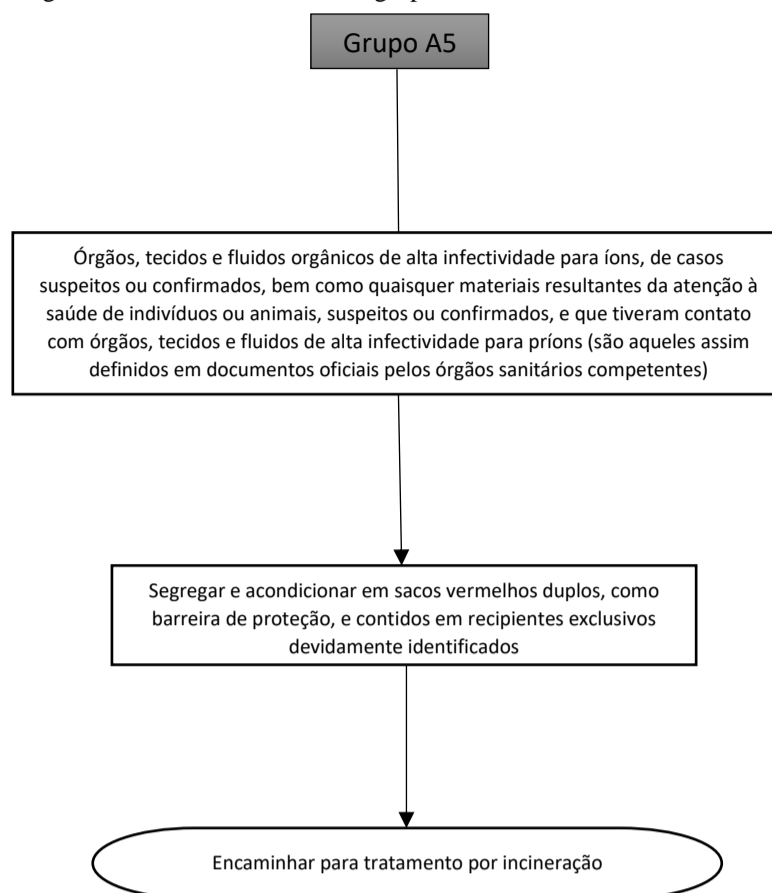 Grupo A5
Órgãos, tecidos e fluidos orgânicos de alta infectividade para íons, de casos
suspeitos ou confirmados, bem como quaisquer materiais resultantes da atenção à
saúde de indivíduos ou animais, suspeitos ou confirmados, e que tiveram contato
com órgãos, tecidos e fluidos de alta infectividade para príons (são aqueles assim
definidos em documentos oficiais pelos órgãos sanitários competentes)
Segregar e acondicionar em sacos vermelhos duplos, como
barreira de proteção, e contidos em recipientes exclusivos
devidamente identificados
Encaminhar para tratamento por incineração